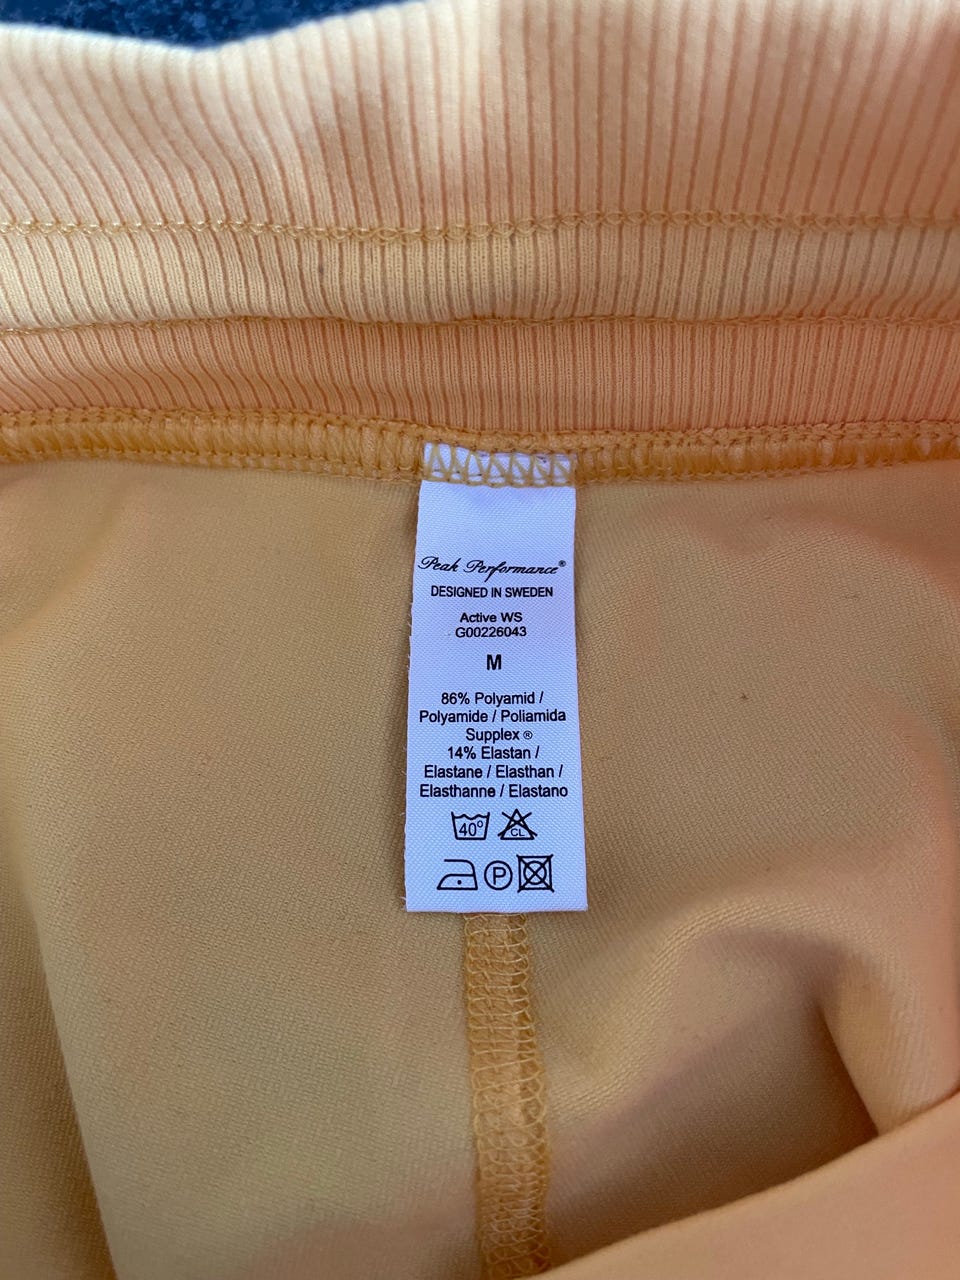 Peak Performance®
DESIGNED IN SWEDEN
Active WS
G00226043
M
86% Polyamid /
Polyamide / Poliamida
Supplex ®
14% Elastan /
Elastane / Elasthan /
Elasthanne / Elastano
40° CL
P